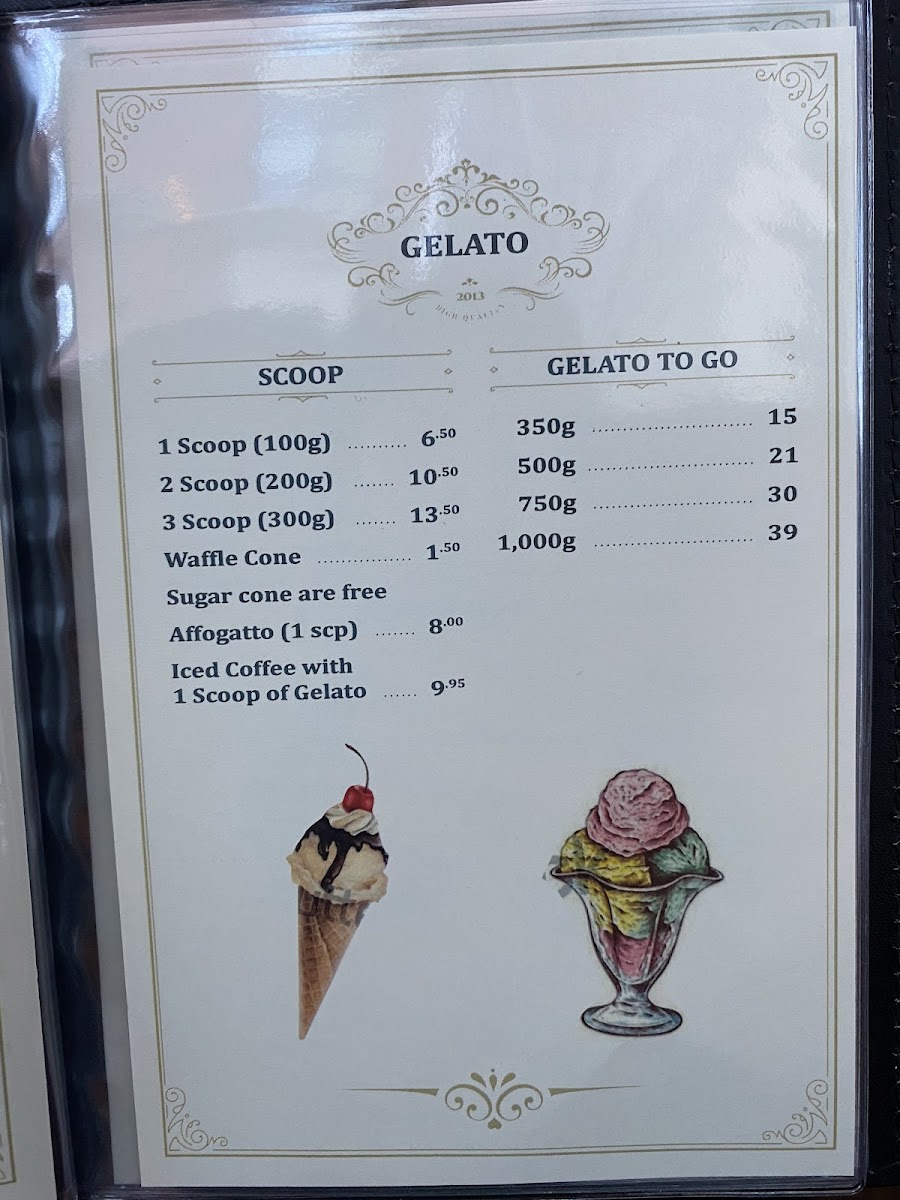 GELATO
2013
HIGH QUALITY
SCOOP
1 Scoop (100g) .......... 6.50
2 Scoop (200g) ....... 10.50
3 Scoop (300g) ....... 13.50
Waffle Cone ................ 1.50
Sugar cone are free
Affogatto (1 scp) ....... 8.00
Iced Coffee with
1 Scoop of Gelato ...... 9.95
GELATO TO GO
350g ........................... 15
500g ............................ 21
750g ........................... 30
1,000g ........................... 39